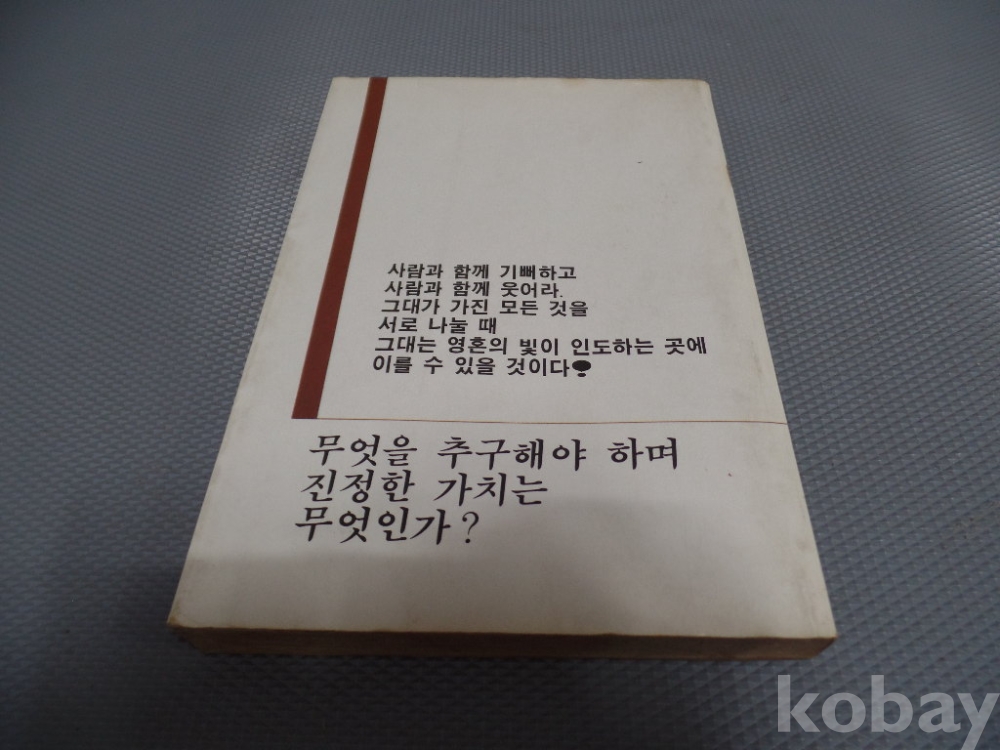 사람과 함께 기뻐하고
사람과 함께 웃어라.
그대가 가진 모든 것을
서로 나눌 때
그대는 영혼의 빛이 인도하는 곳에
이를 수 있을 것이다!
무엇을 추구해야 하며
진정한 가치는
무엇인가?
kobay